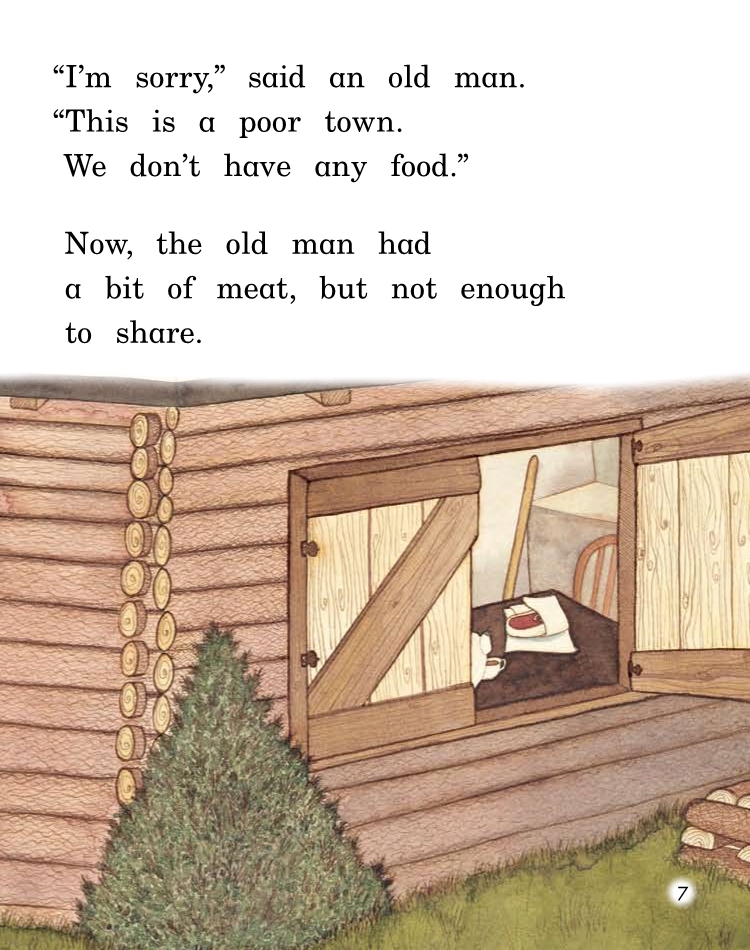 “I’m sorry,” said an old man.
“This is a poor town.
We don’t have any food.”
Now, the old man had
a bit of meat, but not enough
to share.
7